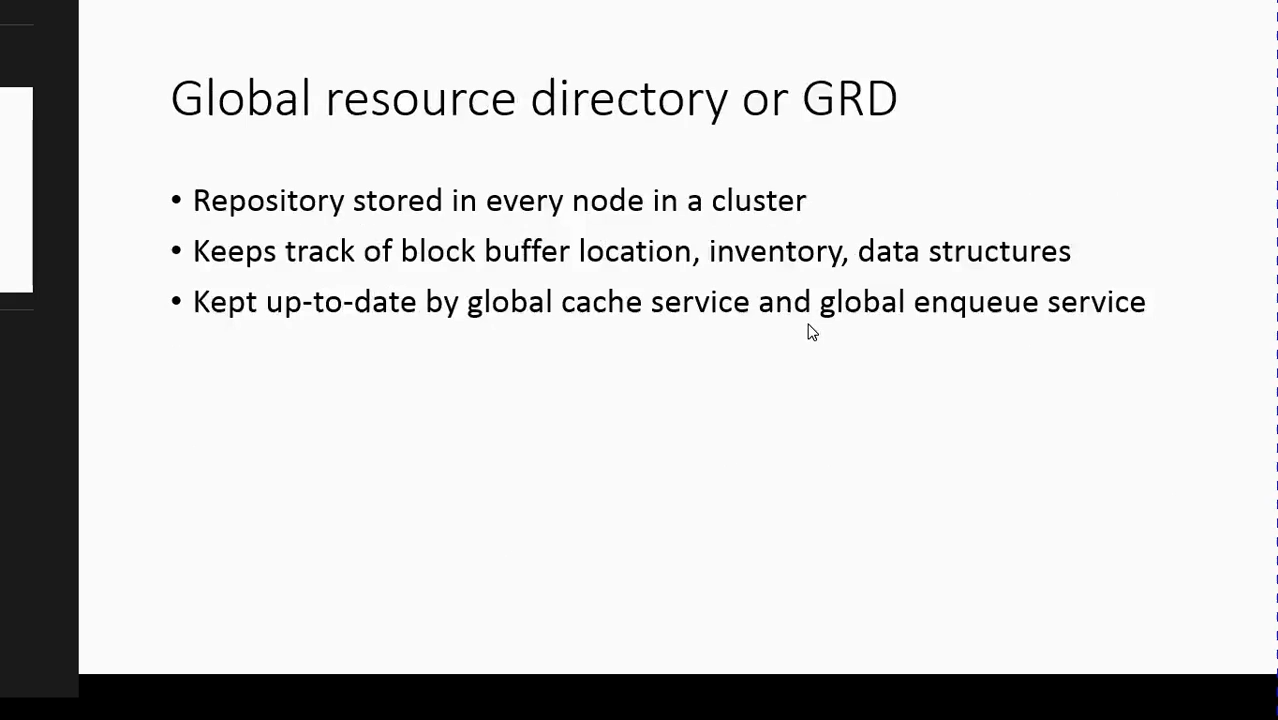 Global resource directory or GRD
• Repository stored in every node in a cluster
• Keeps track of block buffer location, inventory, data structures
• Kept up-to-date by global cache service and global enqueue service